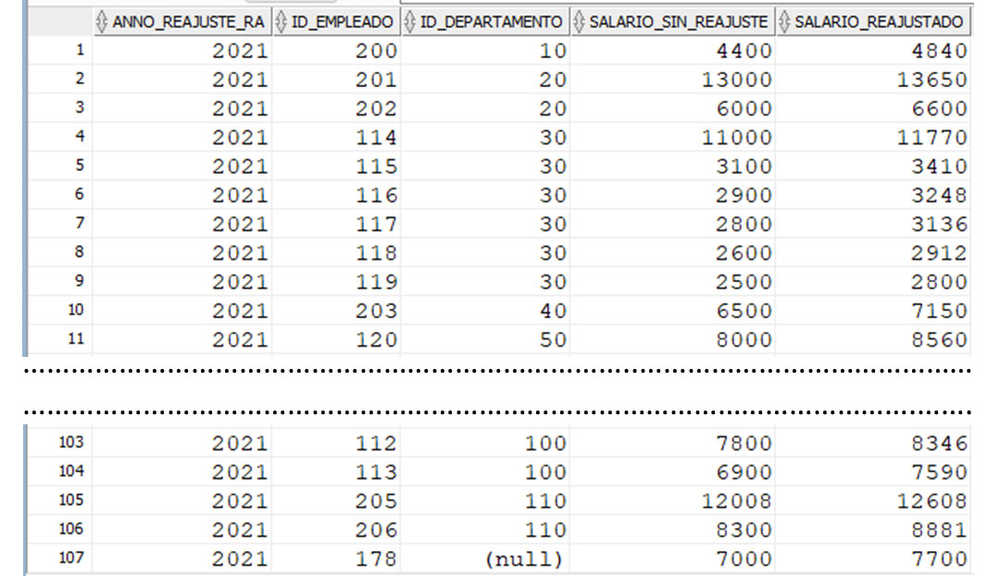 ANNO_REAJUSTE_RA ID_EMPLEADO ID_DEPARTAMENTO SALARIO_SIN_REAJUSTE SALARIO_REAJUSTADO
1 2021 200 10 4400 4840
2 2021 201 20 13000 13650
3 2021 202 20 6000 6600
4 2021 114 30 11000 11770
5 2021 115 30 3100 3410
6 2021 116 30 2900 3248
7 2021 117 30 2800 3136
8 2021 118 30 2600 2912
9 2021 119 30 2500 2800
10 2021 203 40 6500 7150
11 2021 120 50 8000 8560
103 2021 112 100 7800 8346
104 2021 113 100 6900 7590
105 2021 205 110 12008 12608
106 2021 206 110 8300 8881
107 2021 178 (null) 7000 7700